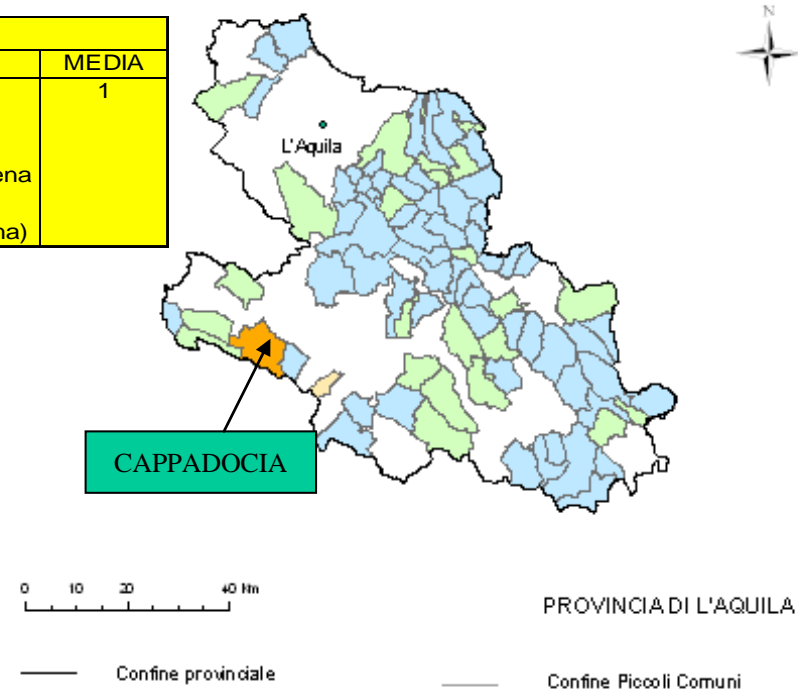 N
MEDIA
1
ena
na)
L'Aquila
CAPPADOCIA
0 10 20 40 Km
PROVINCIA DI L'AQUILA
Confine provinciale
Confine Piccoli Comuni